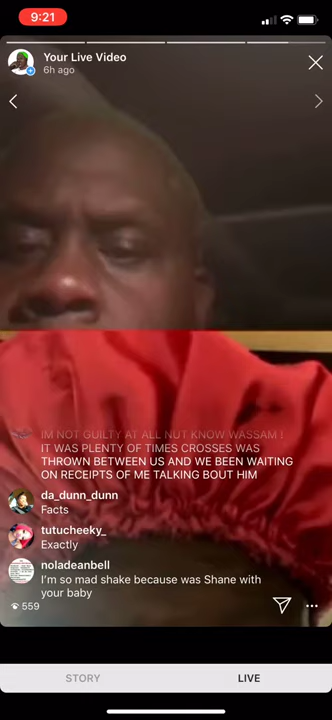 9:21
Your Live Video
6h ago
IM NOT GUILTY AT ALL NUT KNOW WASSAM !
IT WAS PLENTY OF TIMES CROSSES WAS
THROWN BETWEEN US AND WE BEEN WAITING
ON RECEIPTS OF ME TALKING BOUT HIM
da_dunn_dunn
Facts
tutucheeky_
Exactly
noladeanbell
I'm so mad shake because was Shane with
your baby
559
STORY
LIVE